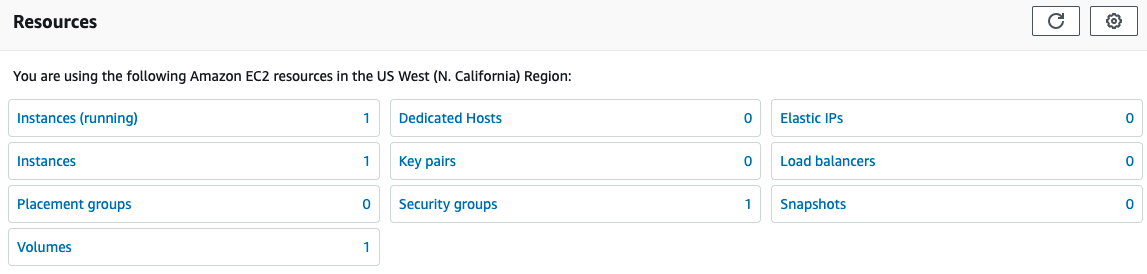 Resources
You are using the following Amazon EC2 resources in the US West (N. California) Region:
Instances (running) 1 Dedicated Hosts 0 Elastic IPs 0
Instances 1 Key pairs 0 Load balancers 0
Placement groups 0 Security groups 1 Snapshots 0
Volumes 1